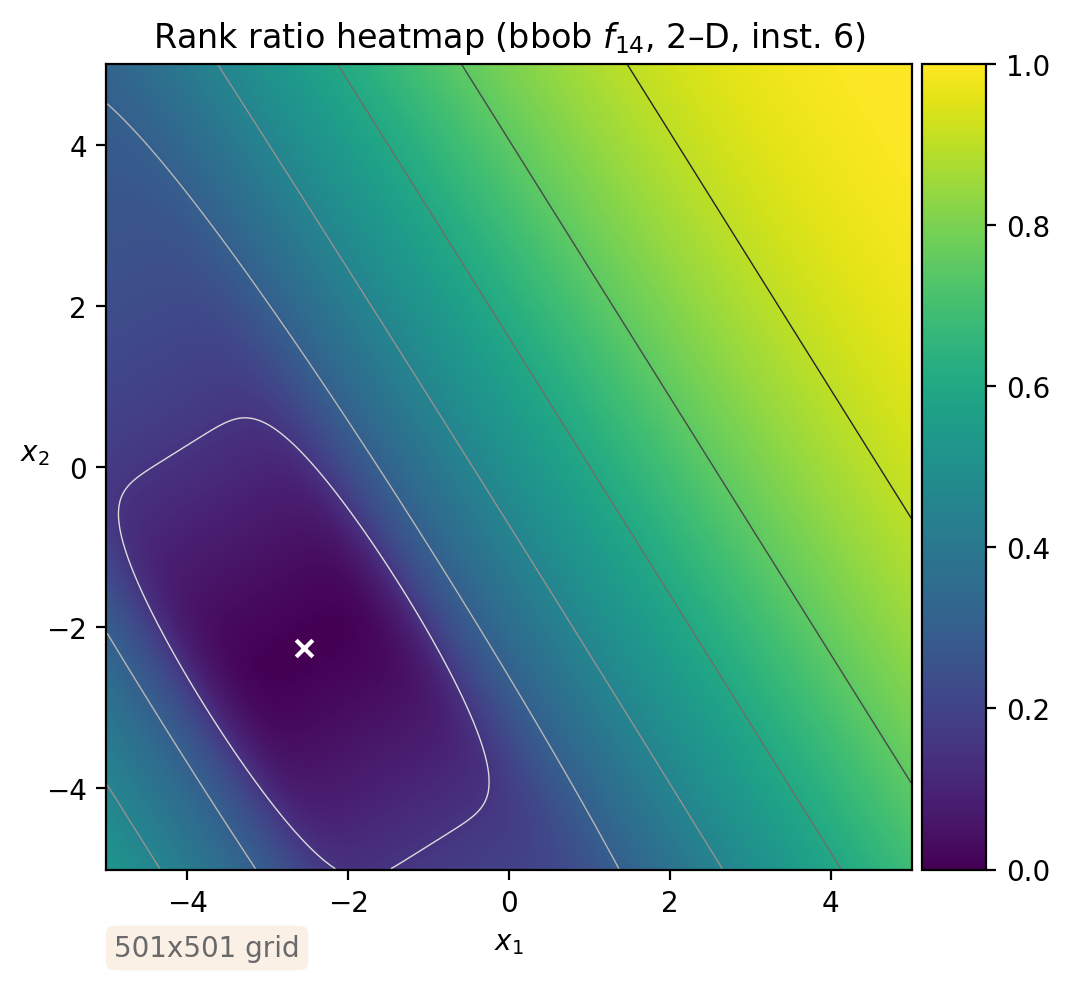 Rank ratio heatmap (bbob f₁₄, 2–D, inst. 6)
1.0
0.8
0.6
0.4
0.2
0.0
4
2
0
−2
−4
x₂
−4 −2 0 2 4
x₁
501x501 grid